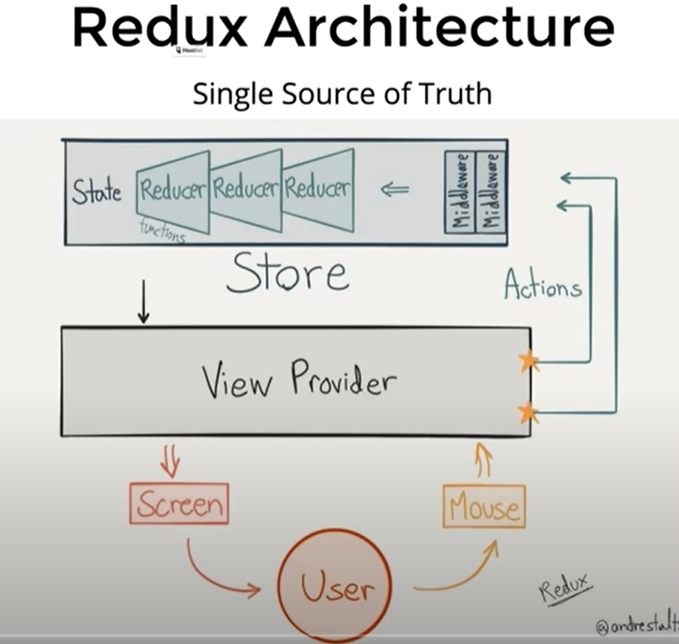 Redux Architecture
Single Source of Truth
State Reducer Reducer Reducer ⇐ Middleware Middleware
functions
Store
Actions
View Provider
Screen
Mouse
User
Redux
@andrestalt